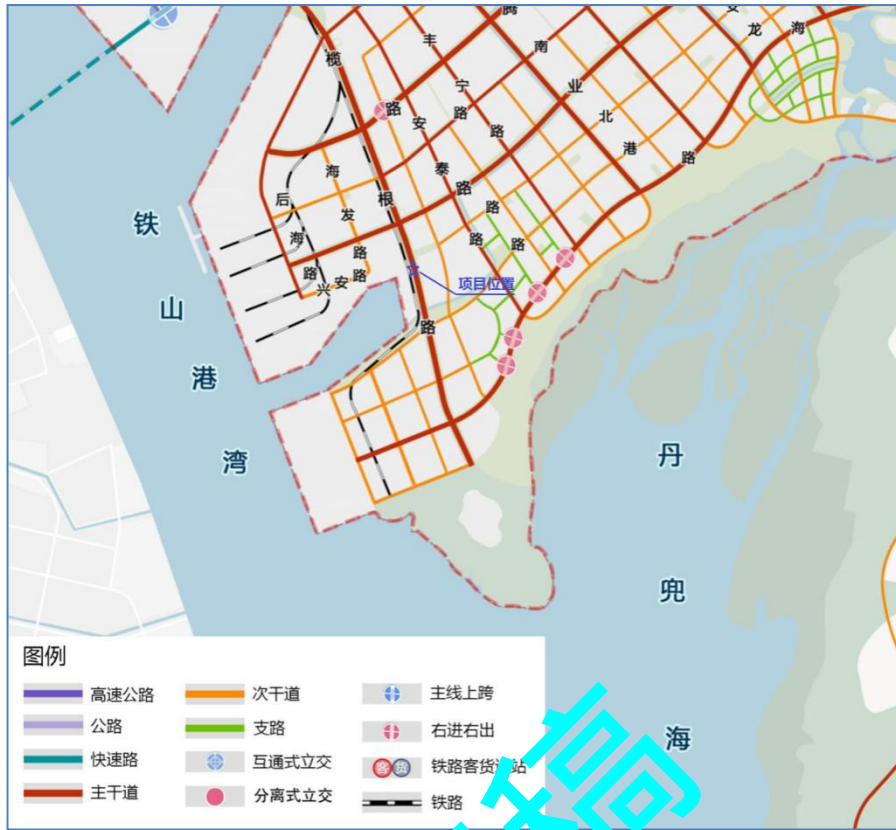 安
龙
海
腾
丰
南
榄
宁
业
路
安
路
北
路
港
路
海
泰
路
后
根
发
路
海
路
路
路
路
兴
安
路
项目位置
路
铁
山
港
湾
丹
兜
海
图例
高速公路
次干道
主线上跨
公路
支路
右进右出
快速路
互通式立交
客 货
铁路客货运站
主干道
分离式立交
铁路
稿